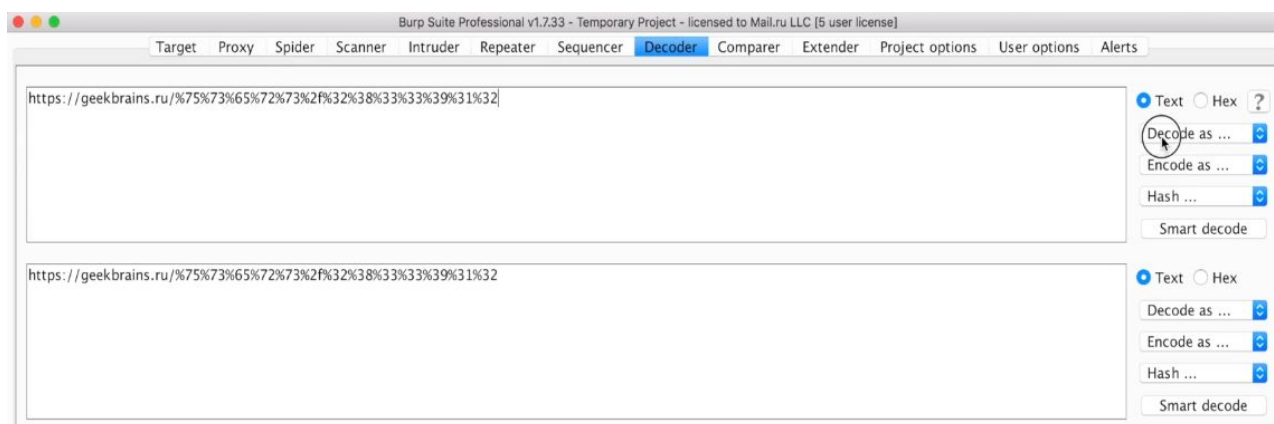 Burp Suite Professional v1.7.33 - Temporary Project - licensed to Mail.ru LLC [5 user license]
Target Proxy Spider Scanner Intruder Repeater Sequencer Decoder Comparer Extender Project options User options Alerts
https://geekbrains.ru/%75%73%65%72%73%2f%32%38%33%33%39%31%32
Text Hex ?
Decode as ...
Encode as ...
Hash ...
Smart decode
https://geekbrains.ru/%75%73%65%72%73%2f%32%38%33%33%39%31%32
Text Hex
Decode as ...
Encode as ...
Hash ...
Smart decode